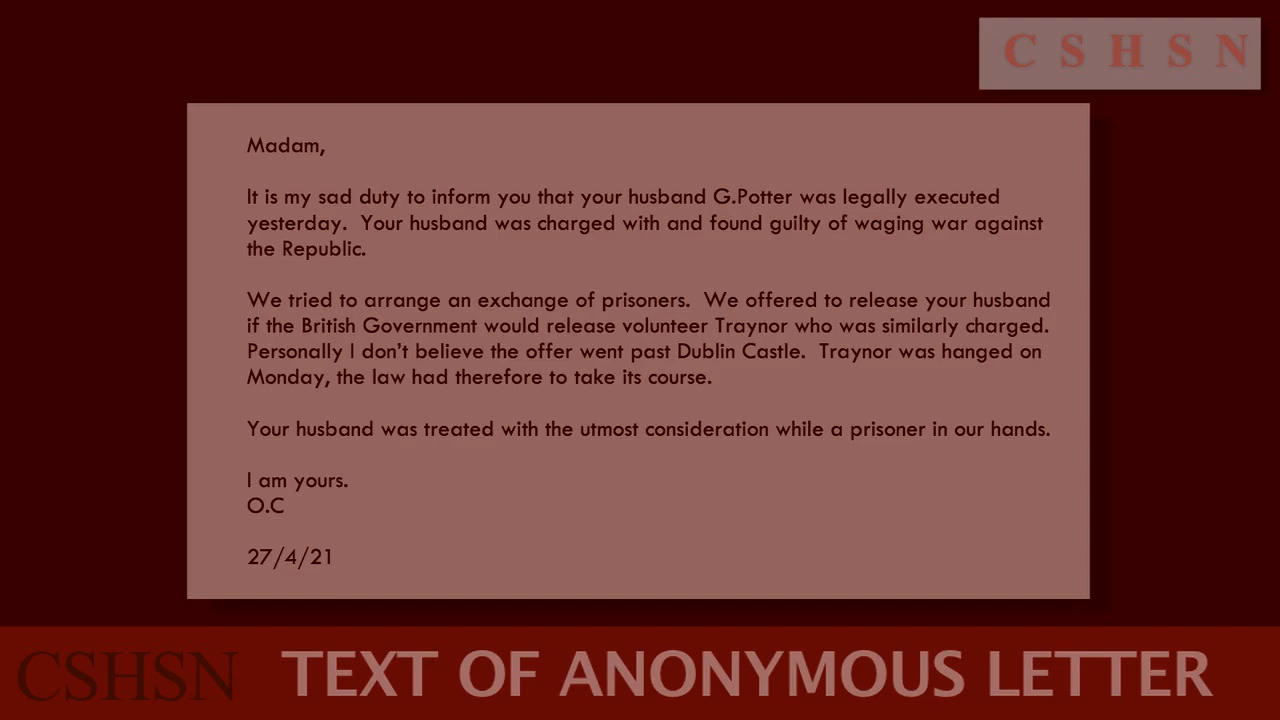 C S H S N
Madam,
It is my sad duty to inform you that your husband G.Potter was legally executed
yesterday.  Your husband was charged with and found guilty of waging war against
the Republic.
We tried to arrange an exchange of prisoners.  We offered to release your husband
if the British Government would release volunteer Traynor who was similarly charged.
Personally I don’t believe the offer went past Dublin Castle.  Traynor was hanged on
Monday, the law had therefore to take its course.
Your husband was treated with the utmost consideration while a prisoner in our hands.
I am yours.
O.C
27/4/21
CSHSN TEXT OF ANONYMOUS LETTER